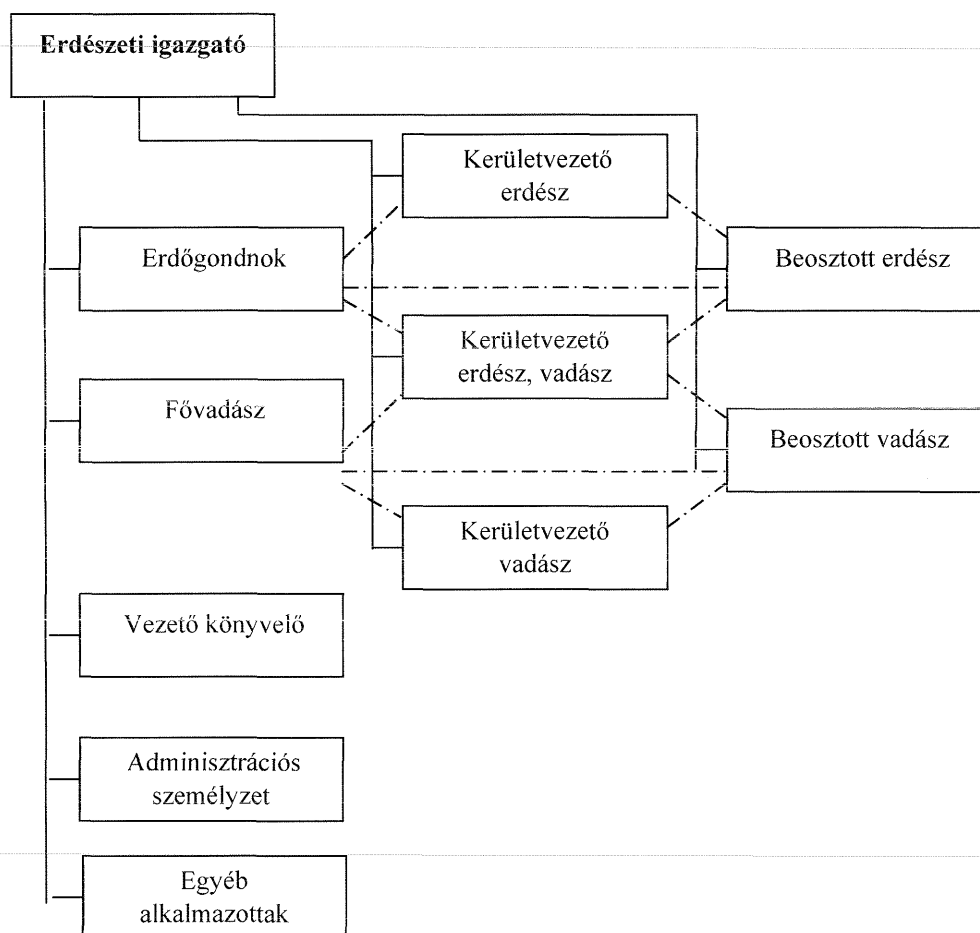 Erdészeti igazgató
Kerületvezető
erdész
Erdőgondnok
Beosztott erdész
Kerületvezető
erdész, vadász
Fővadász
Beosztott vadász
Kerületvezető
vadász
Vezető könyvelő
Adminisztrációs
személyzet
Egyéb
alkalmazottak